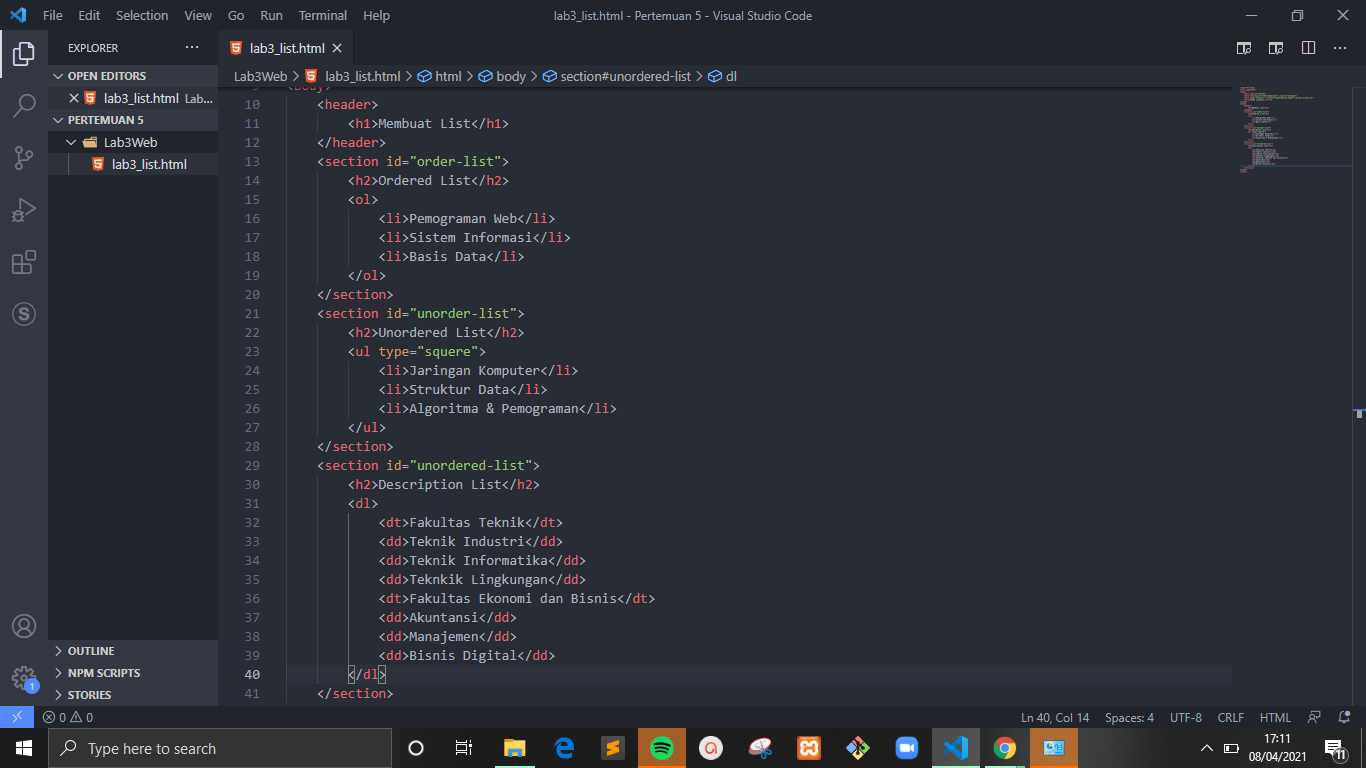 File Edit Selection View Go Run Terminal Help lab3_list.html - Pertemuan 5 - Visual Studio Code
EXPLORER
OPEN EDITORS
lab3_list.html Lab...
PERTEMUAN 5
Lab3Web
lab3_list.html
OUTLINE
NPM SCRIPTS
STORIES
1
lab3_list.html
Lab3Web > lab3_list.html > html > body > section#unordered-list > dl
<body>
10 <header>
11 <h1>Membuat List</h1>
12 </header>
13 <section id="order-list">
14 <h2>Ordered List</h2>
15 <ol>
16 <li>Pemograman Web</li>
17 <li>Sistem Informasi</li>
18 <li>Basis Data</li>
19 </ol>
20 </section>
21 <section id="unorder-list">
22 <h2>Unordered List</h2>
23 <ul type="squere">
24 <li>Jaringan Komputer</li>
25 <li>Struktur Data</li>
26 <li>Algoritma & Pemograman</li>
27 </ul>
28 </section>
29 <section id="unordered-list">
30 <h2>Description List</h2>
31 <dl>
32 <dt>Fakultas Teknik</dt>
33 <dd>Teknik Industri</dd>
34 <dd>Teknik Informatika</dd>
35 <dd>Teknkik Lingkungan</dd>
36 <dt>Fakultas Ekonomi dan Bisnis</dt>
37 <dd>Akuntansi</dd>
38 <dd>Manajemen</dd>
39 <dd>Bisnis Digital</dd>
40 </dl>
41 </section>
0 0 Ln 40, Col 14 Spaces: 4 UTF-8 CRLF HTML
Type here to search
17:11
08/04/2021
11